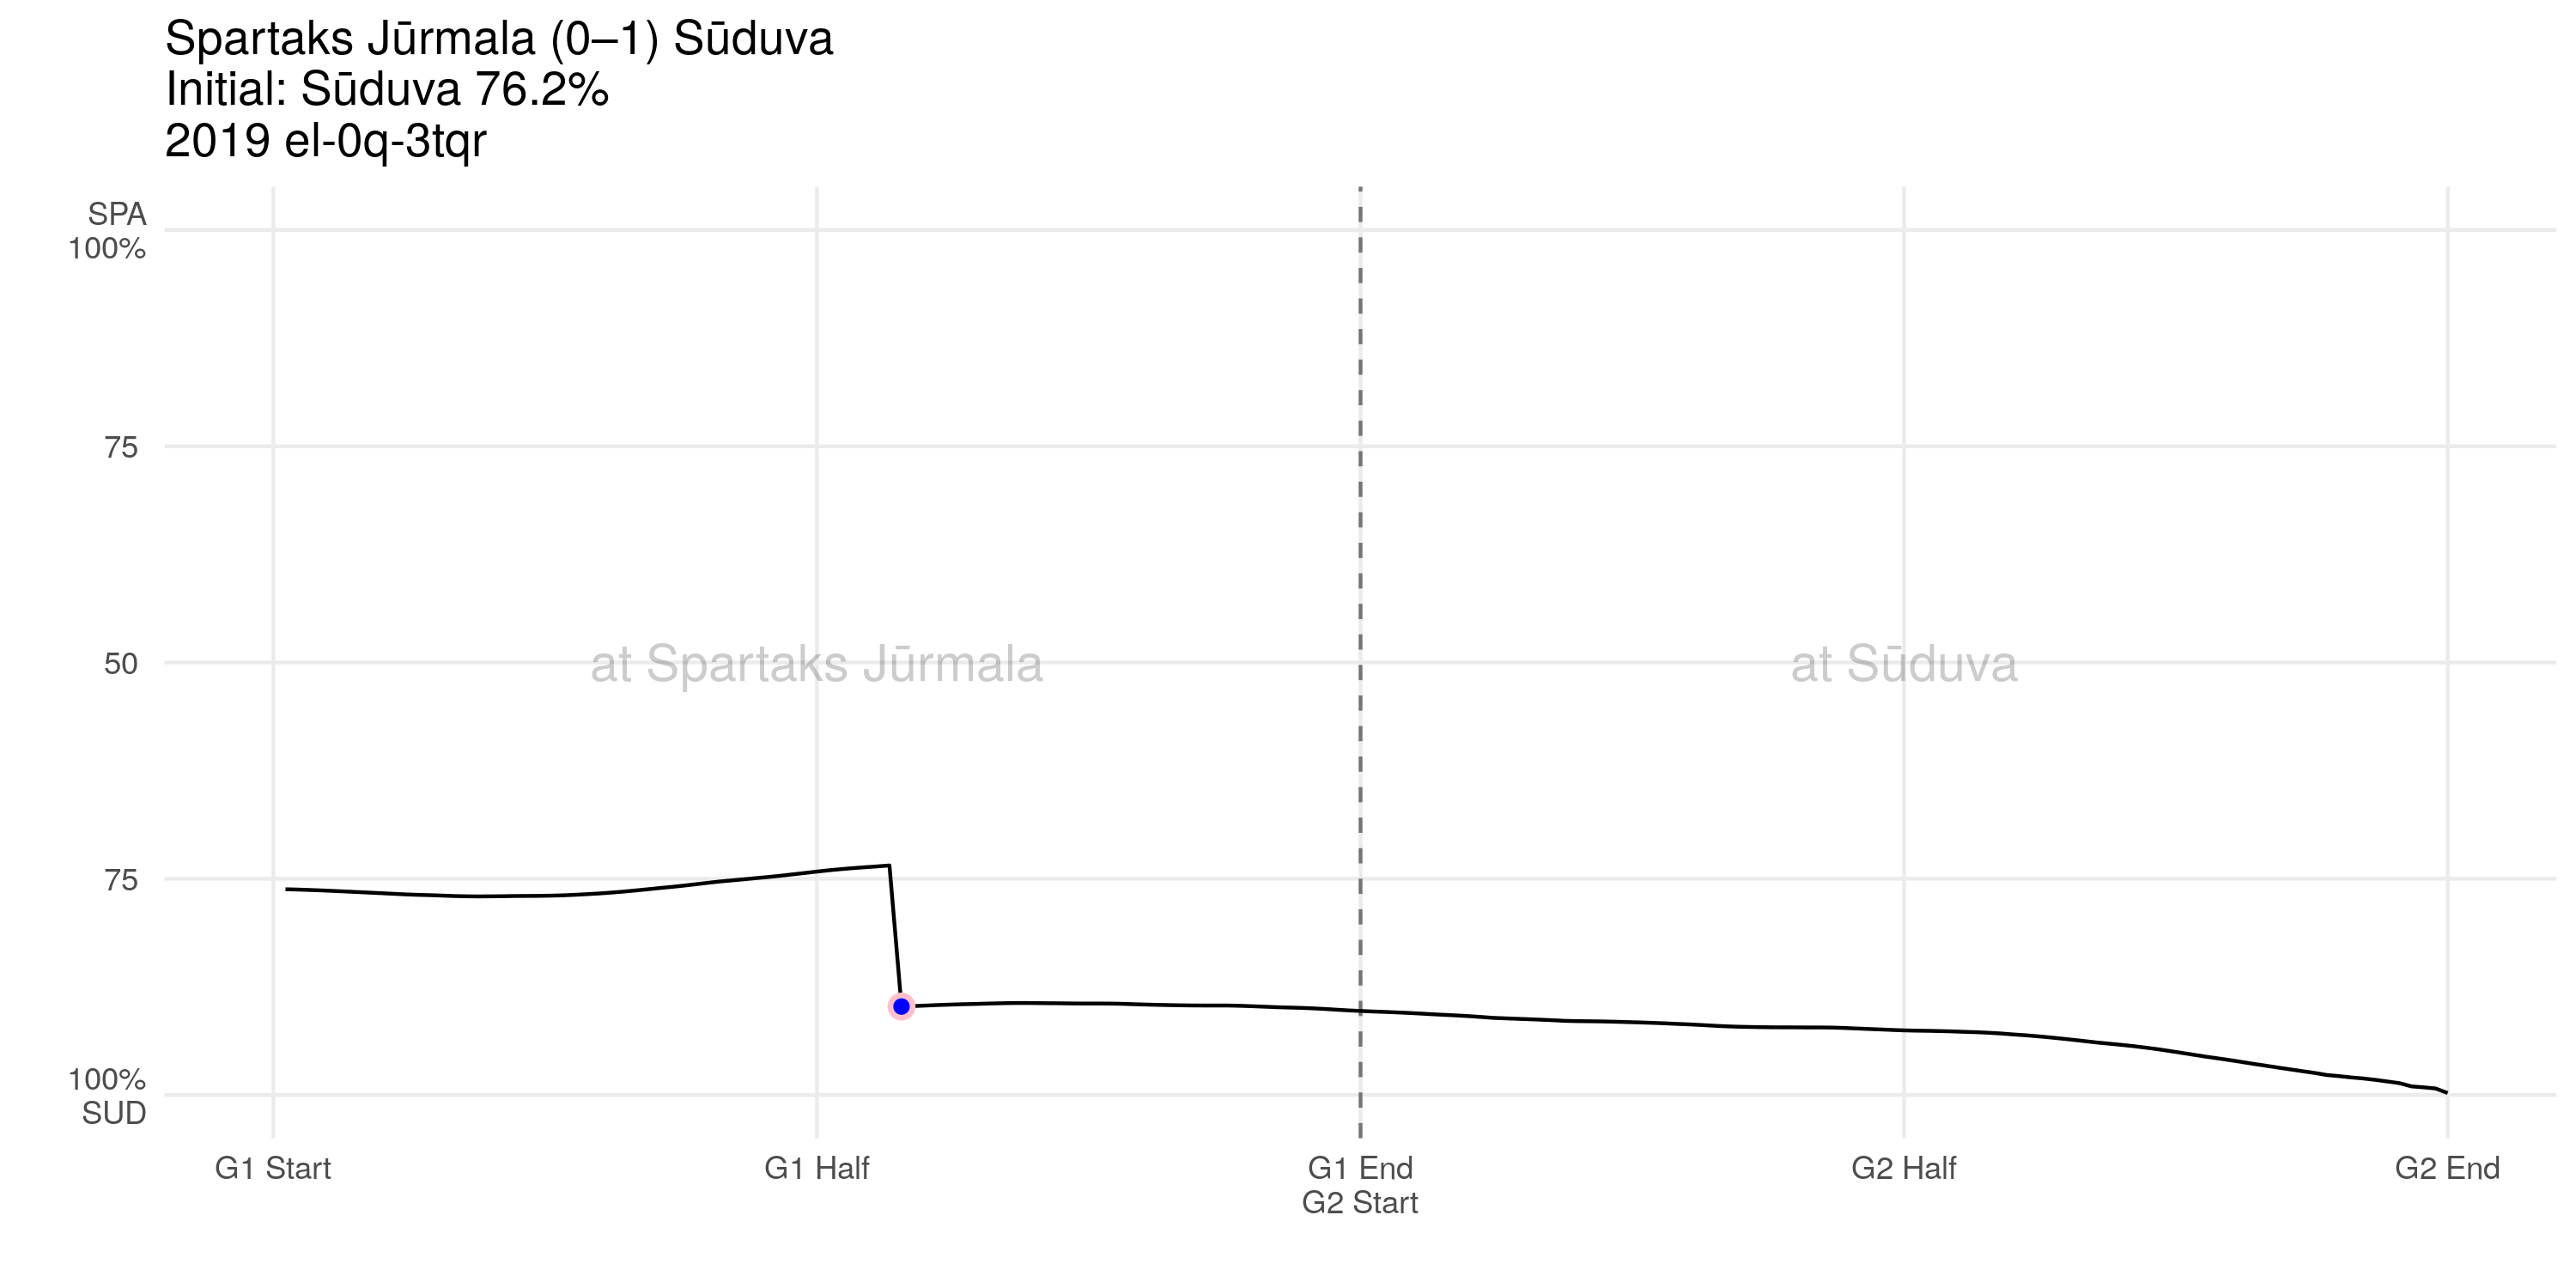 Spartaks Jūrmala (0–1) Sūduva
Initial: Sūduva 76.2%
2019 el-0q-3tqr
SPA
100%
75
50
75
100%
SUD
at Spartaks Jūrmala
at Sūduva
G1 Start
G1 Half
G1 End
G2 Start
G2 Half
G2 End